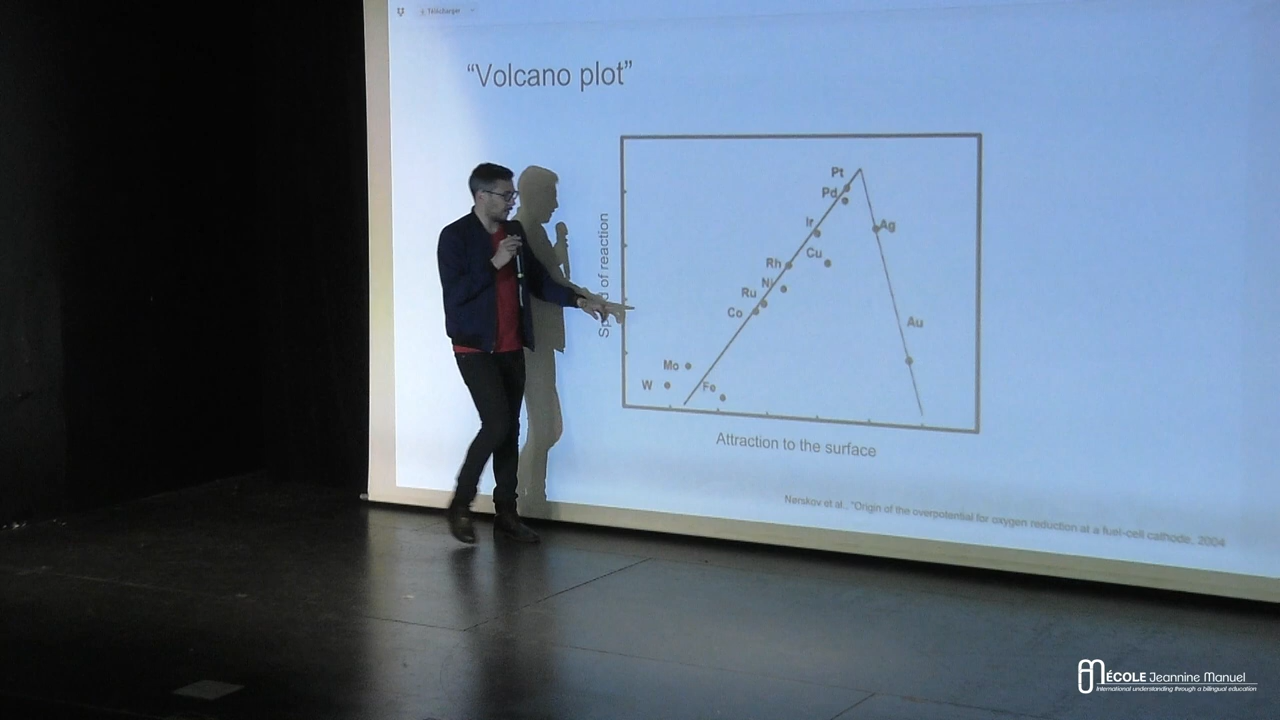 Télécharger
“Volcano plot”
Pt
Pd
Ir
Ag
Cu
Rh
Ni
Ru
Co
Au
Mo
W
Fe
of reaction
Attraction to the surface
Nørskov et al., “Origin of the overpotential for oxygen reduction at a fuel-cell cathode, 2004
ÉCOLE Jeannine Manuel
International understanding through a bilingual education